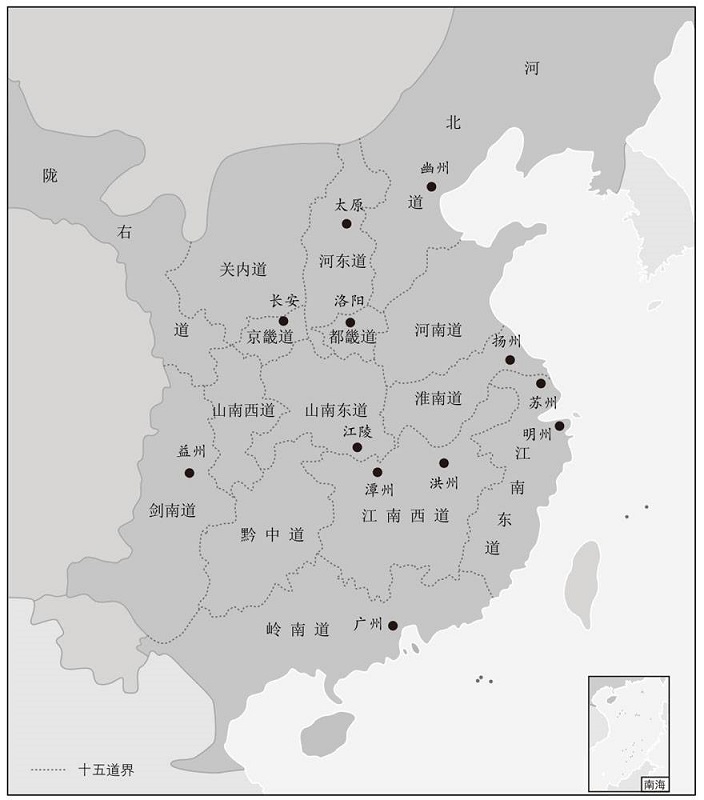 河
北
道
幽州
陇
右
道
太原
关内道
河东道
长安
洛阳
京畿道
都畿道
河南道
扬州
山南西道
山南东道
淮南道
苏州
江陵
明州
益州
潭州
洪州
江
南
东
道
剑南道
黔中道
江南西道
岭南道
广州
十五道界
南海